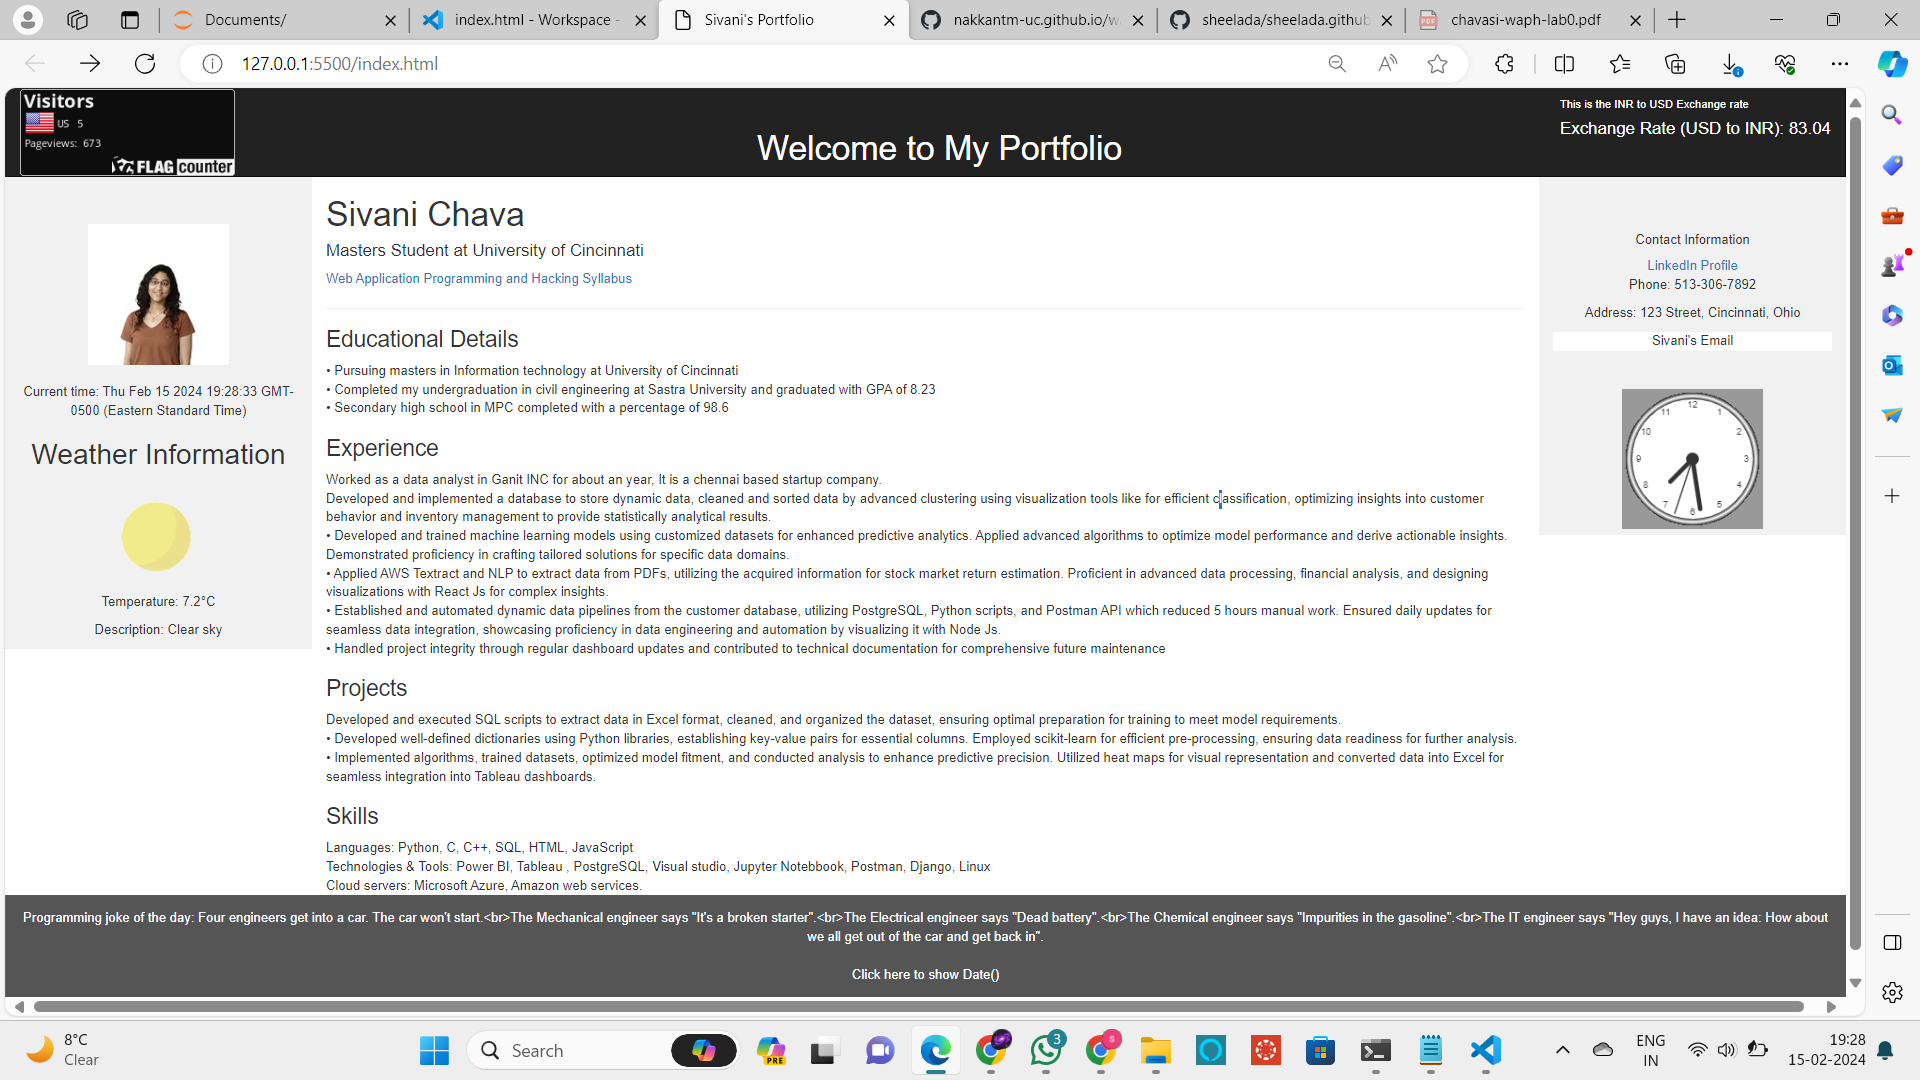 Documents/
index.html - Workspace -
Sivani's Portfolio
nakkantm-uc.github.io/w
sheelada/sheelada.github
chavasi-waph-lab0.pdf
127.0.0.1:5500/index.html
Visitors
US 5
Pageviews: 673
FLAG counter
Welcome to My Portfolio
This is the INR to USD Exchange rate
Exchange Rate (USD to INR): 83.04
Current time: Thu Feb 15 2024 19:28:33 GMT-
0500 (Eastern Standard Time)
Weather Information
Temperature: 7.2°C
Description: Clear sky
Sivani Chava
Masters Student at University of Cincinnati
Web Application Programming and Hacking Syllabus
Educational Details
• Pursuing masters in Information technology at University of Cincinnati
• Completed my undergraduation in civil engineering at Sastra University and graduated with GPA of 8.23
• Secondary high school in MPC completed with a percentage of 98.6
Experience
Worked as a data analyst in Ganit INC for about an year, It is a chennai based startup company.
Developed and implemented a database to store dynamic data, cleaned and sorted data by advanced clustering using visualization tools like for efficient classification, optimizing insights into customer
behavior and inventory management to provide statistically analytical results.
• Developed and trained machine learning models using customized datasets for enhanced predictive analytics. Applied advanced algorithms to optimize model performance and derive actionable insights.
Demonstrated proficiency in crafting tailored solutions for specific data domains.
• Applied AWS Textract and NLP to extract data from PDFs, utilizing the acquired information for stock market return estimation. Proficient in advanced data processing, financial analysis, and designing
visualizations with React Js for complex insights.
• Established and automated dynamic data pipelines from the customer database, utilizing PostgreSQL, Python scripts, and Postman API which reduced 5 hours manual work. Ensured daily updates for
seamless data integration, showcasing proficiency in data engineering and automation by visualizing it with Node Js.
• Handled project integrity through regular dashboard updates and contributed to technical documentation for comprehensive future maintenance
Projects
Developed and executed SQL scripts to extract data in Excel format, cleaned, and organized the dataset, ensuring optimal preparation for training to meet model requirements.
• Developed well-defined dictionaries using Python libraries, establishing key-value pairs for essential columns. Employed scikit-learn for efficient pre-processing, ensuring data readiness for further analysis.
• Implemented algorithms, trained datasets, optimized model fitment, and conducted analysis to enhance predictive precision. Utilized heat maps for visual representation and converted data into Excel for
seamless integration into Tableau dashboards.
Skills
Languages: Python, C, C++, SQL, HTML, JavaScript
Technologies & Tools: Power BI, Tableau , PostgreSQL, Visual studio, Jupyter Notebook, Postman, Django, Linux
Cloud servers: Microsoft Azure, Amazon web services.
Contact Information
LinkedIn Profile
Phone: 513-306-7892
Address: 123 Street, Cincinnati, Ohio
Sivani's Email
12
1
2
3
4
5
6
7
8
9
10
11
Programming joke of the day: Four engineers get into a car. The car won't start.<br>The Mechanical engineer says "It's a broken starter".<br>The Electrical engineer says "Dead battery".<br>The Chemical engineer says "Impurities in the gasoline".<br>The IT engineer says "Hey guys, I have an idea: How about
we all get out of the car and get back in".
Click here to show Date()
8°C
Clear
Search
PRE
3
S
ENG
IN
19:28
15-02-2024